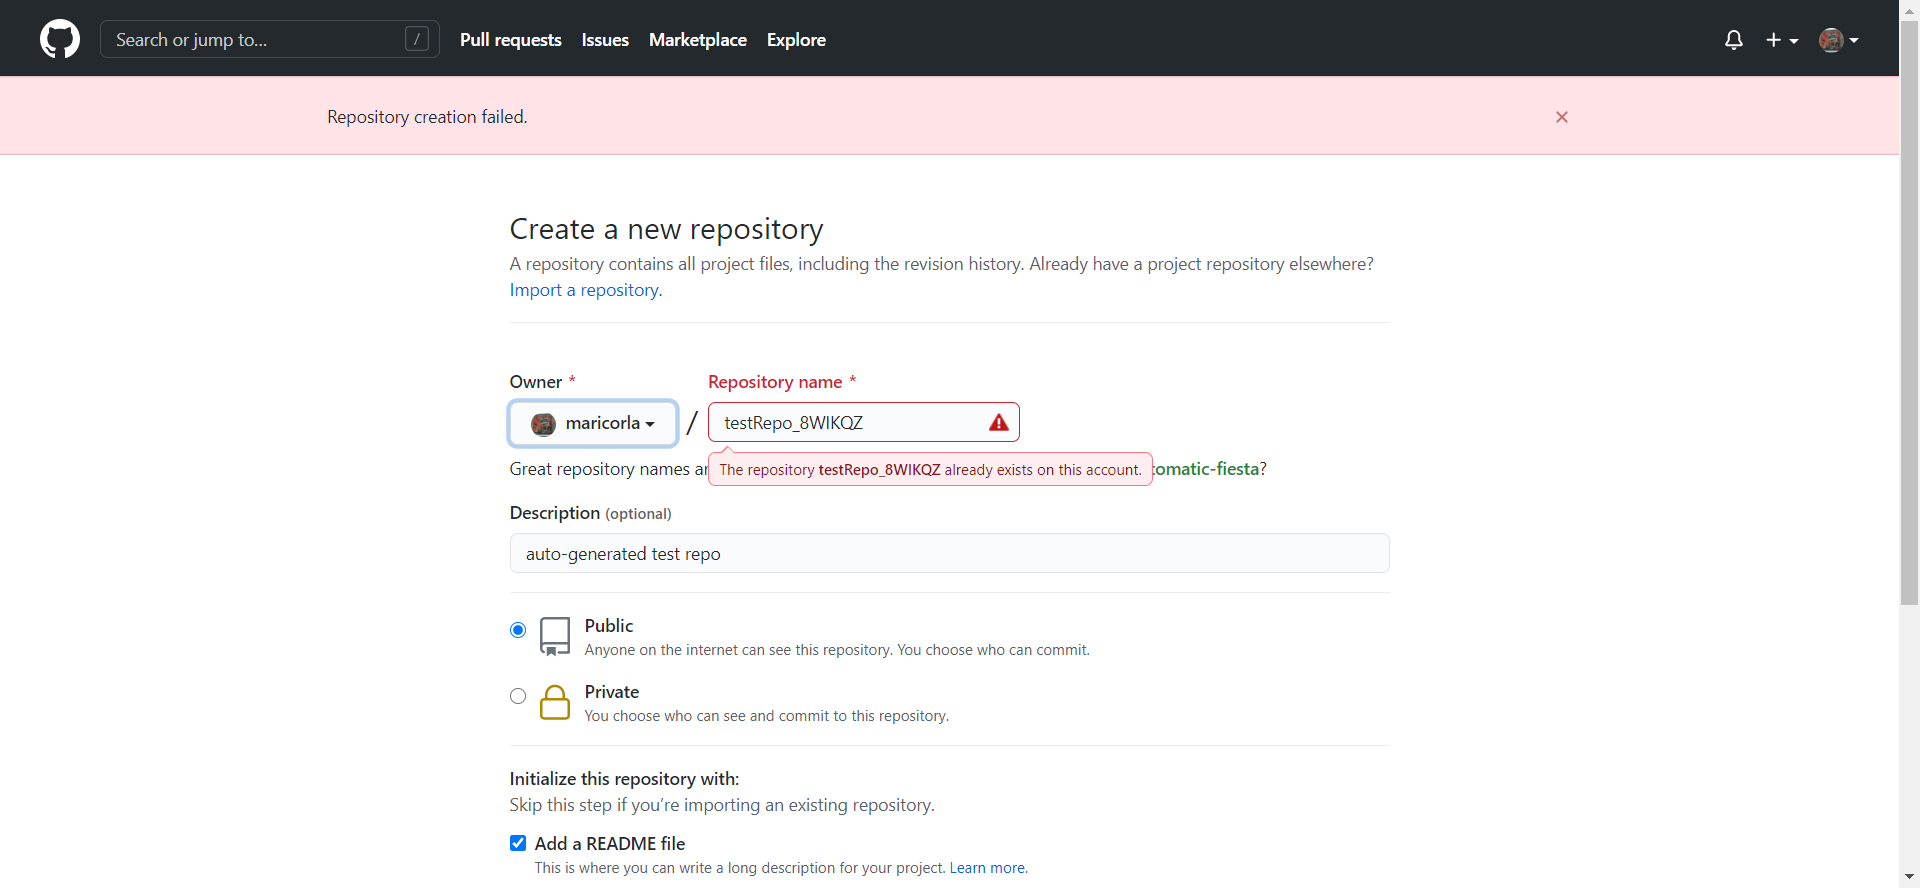 Search or jump to...
/
Pull requests
Issues
Marketplace
Explore
Repository creation failed.
Create a new repository
A repository contains all project files, including the revision history. Already have a project repository elsewhere?
Import a repository.
Owner *
Repository name *
maricorla
/
testRepo_8WIKQZ
Great repository names
The repository testRepo_8WIKQZ already exists on this account.
omatic-fiesta?
Description (optional)
auto-generated test repo
Public
Anyone on the internet can see this repository. You choose who can commit.
Private
You choose who can see and commit to this repository.
Initialize this repository with:
Skip this step if you’re importing an existing repository.
Add a README file
This is where you can write a long description for your project. Learn more.